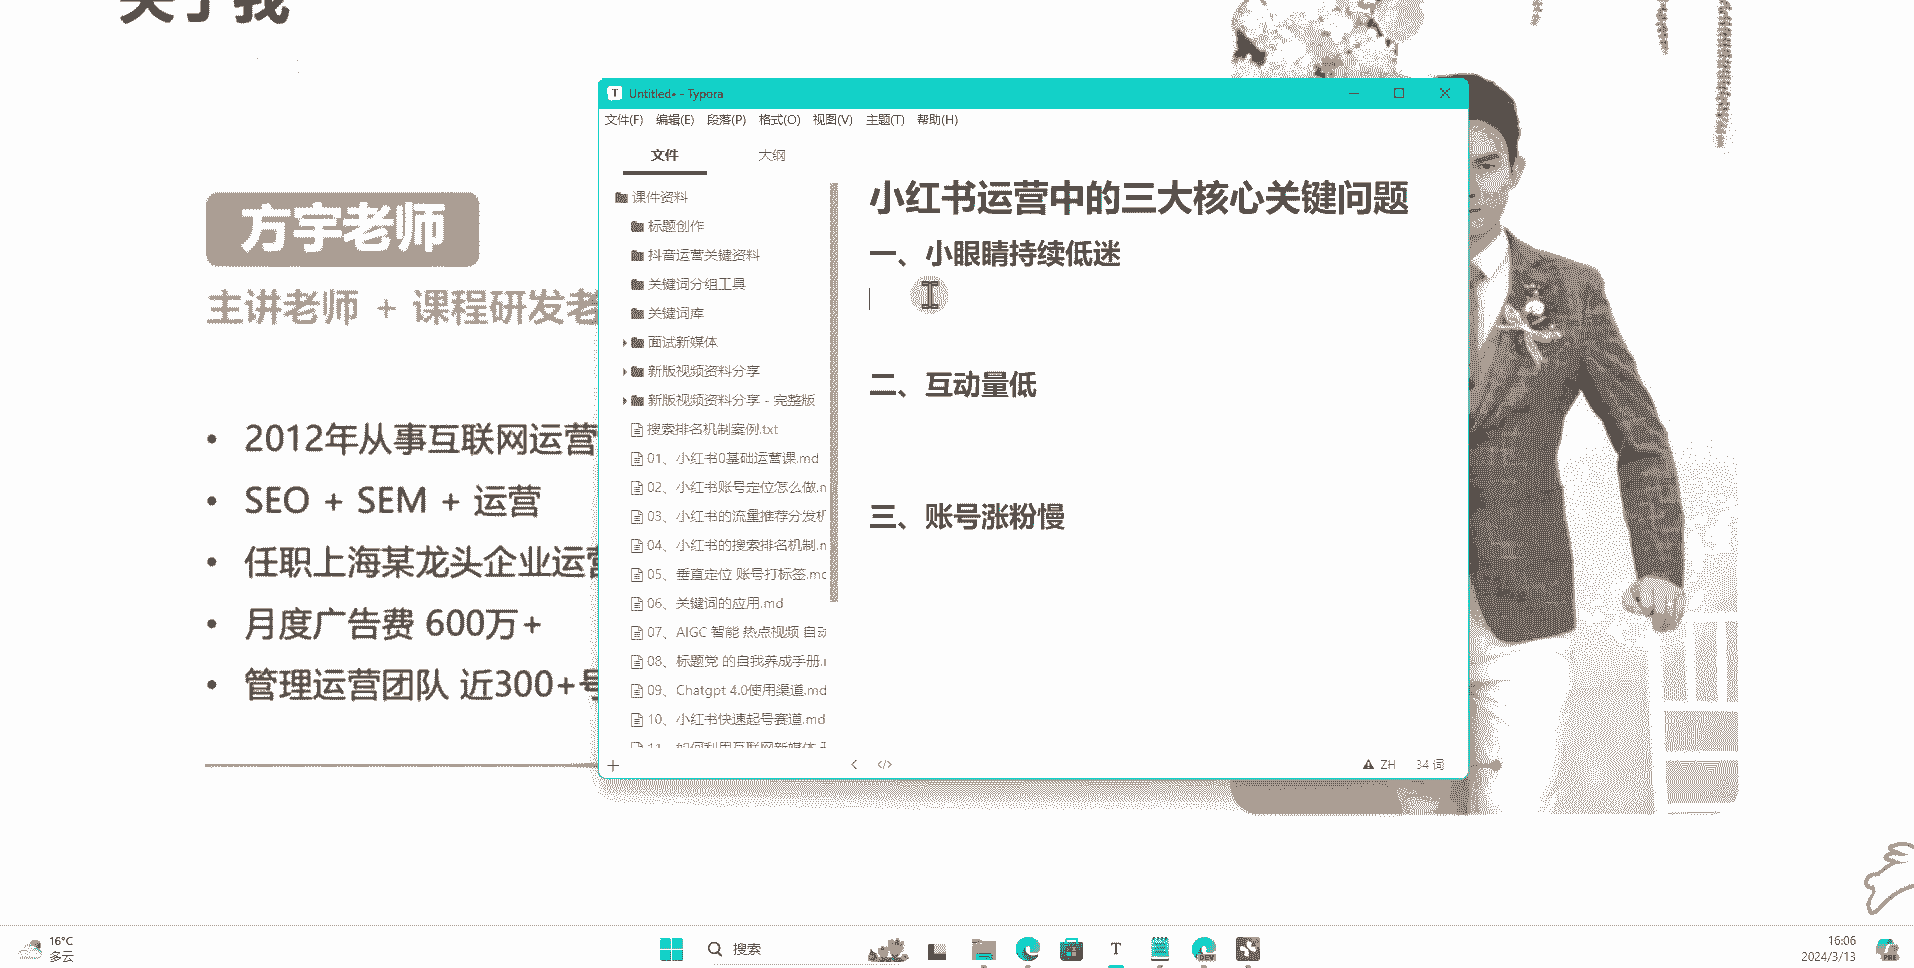 关于我
方宇老师
主讲老师 + 课程研发老
• 2012年从事互联网运营
• SEO + SEM + 运营
• 任职上海某龙头企业运营
• 月度广告费 600万+
• 管理运营团队 近300+号
Untitled• - Typora
文件(F) 编辑(E) 段落(P) 格式(O) 视图(V) 主题(T) 帮助(H)
文件 大纲
课件资料
标题创作
抖音运营关键资料
关键词分组工具
关键词库
面试新媒体
新版视频资料分享
新版视频资料分享 - 完整版
搜索排名机制案例.txt
01、小红书0基础运营课.md
02、小红书账号定位怎么做.n
03、小红书的流量推荐分发机
04、小红书的搜索排名机制.n
05、垂直定位 账号打标签.mc
06、关键词的应用.md
07、AIGC 智能 热点视频 自动
08、标题党 的自我养成手册.r
09、Chatgpt 4.0使用渠道.md
10、小红书快速起号赛道.md
11、如何利用互联网新媒体
小红书运营中的三大核心关键问题
一、小眼睛持续低迷
二、互动量低
三、账号涨粉慢
ZH 34 词
16°C
多云
搜索
T
DEV
16:06
2024/3/13
PRE